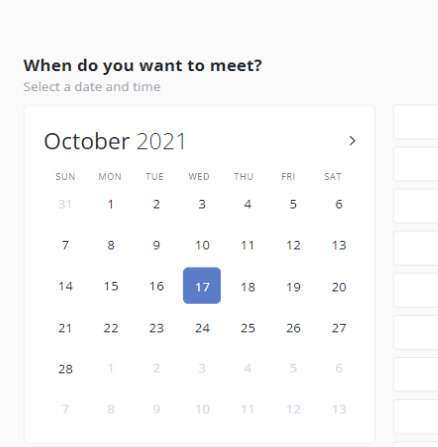 When do you want to meet?
Select a date and time
October 2021
SUN MON TUE WED THU FRI SAT
31 1 2 3 4 5 6
7 8 9 10 11 12 13
14 15 16 17 18 19 20
21 22 23 24 25 26 27
28 1 2 3 4 5 6
7 8 9 10 11 12 13